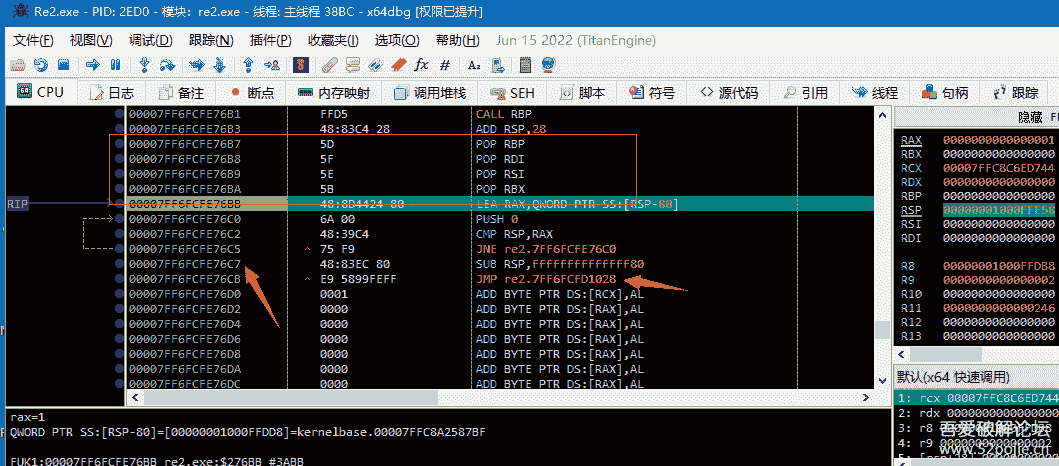 Re2.exe - PID: 2ED0 - 模块: re2.exe - 线程: 主线程 38BC - x64dbg [权限已提升]
文件(F) 视图(V) 调试(D) 跟踪(N) 插件(P) 收藏夹(I) 选项(O) 帮助(H) Jun 15 2022 (TitanEngine)
CPU 日志 备注 断点 内存映射 调用堆栈 SEH 脚本 符号 源代码 引用 线程 句柄 跟踪
00007FF6FCFE76B1 FFD5 CALL RBP
00007FF6FCFE76B3 48:83C4 28 ADD RSP,28
00007FF6FCFE76B7 5D POP RBP
00007FF6FCFE76B8 5F POP RDI
00007FF6FCFE76B9 5E POP RSI
00007FF6FCFE76BA 5B POP RBX
RIP 00007FF6FCFE76BB 48:8D4424 80 LEA RAX,QWORD PTR SS:[RSP-80]
00007FF6FCFE76C0 6A 00 PUSH 0
00007FF6FCFE76C2 48:39C4 CMP RSP,RAX
00007FF6FCFE76C5 ^ 75 F9 JNE re2.7FF6FCFE76C0
00007FF6FCFE76C7 48:83EC 80 SUB RSP,FFFFFFFFFFFFFF80
00007FF6FCFE76CB ^ E9 5899FEFF JMP re2.7FF6FCFD1028
00007FF6FCFE76D0 0001 ADD BYTE PTR DS:[RCX],AL
00007FF6FCFE76D2 0000 ADD BYTE PTR DS:[RAX],AL
00007FF6FCFE76D4 0000 ADD BYTE PTR DS:[RAX],AL
00007FF6FCFE76D6 0000 ADD BYTE PTR DS:[RAX],AL
00007FF6FCFE76D8 0000 ADD BYTE PTR DS:[RAX],AL
00007FF6FCFE76DA 0000 ADD BYTE PTR DS:[RAX],AL
00007FF6FCFE76DC 0000 ADD BYTE PTR DS:[RAX],AL
rax=1
QWORD PTR SS:[RSP-80]=[00000001000FFDD8]=kernelbase.00007FFC8A2587BF
FUK1:00007FF6FCFE76BB re2.exe:$276BB #3ABB
隐藏
RAX 0000000000000001
RBX 0000000000000000
RCX 00007FFC8C6ED744
RDX 0000000000000000
RBP 0000000000000000
RSP 00000001000FFE58
RSI 0000000000000000
RDI 0000000000000000
R8 00000001000FFDB8
R9 0000000000000002
R10 0000000000000000
R11 0000000000000246
R12 0000000000000000
R13 0000000000000000
默认(x64 快速调用)
1: rcx 00007FFC8C6ED744
2: rdx 0000000000000000
3: r8
4: r9
吾爱破解论坛
www.52pojie.cn